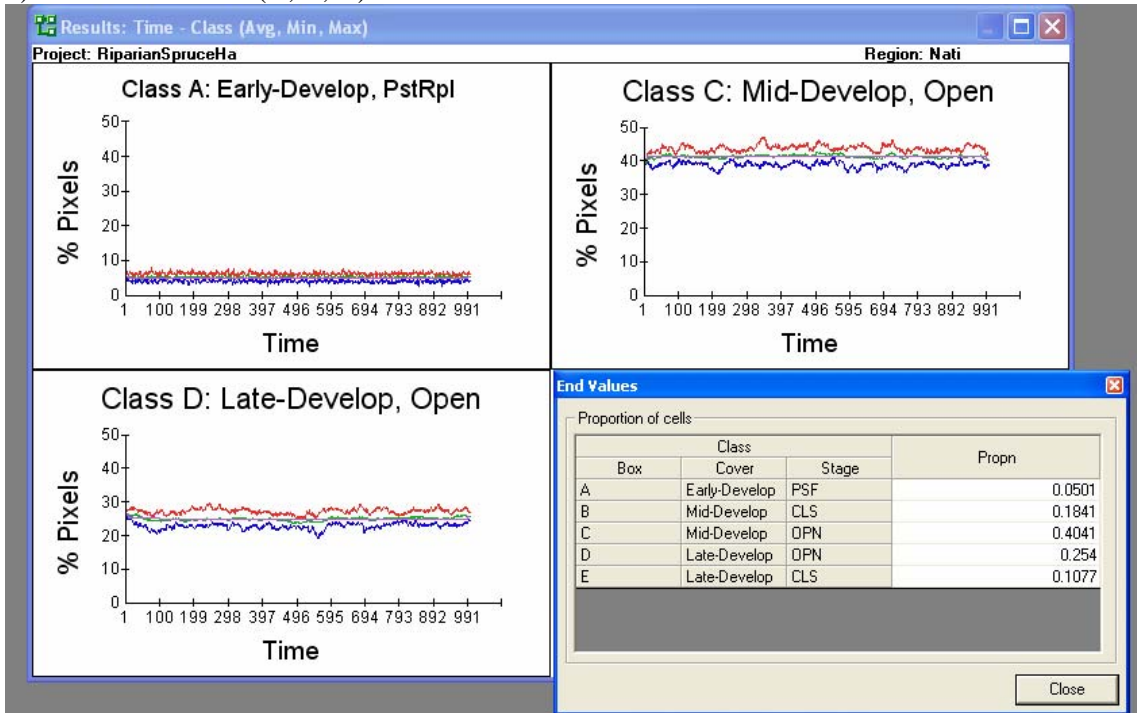 Results: Time - Class (Avg, Min, Max)
Project: RiparianSpruceHa Region: Nati
Class A: Early-Develop, PstRpl
% Pixels
50
40
30
20
10
0
1 100 199 298 397 496 595 694 793 892 991
Time
Class C: Mid-Develop, Open
% Pixels
50
40
30
20
10
0
1 100 199 298 397 496 595 694 793 892 991
Time
Class D: Late-Develop, Open
% Pixels
50
40
30
20
10
0
1 100 199 298 397 496 595 694 793 892 991
Time
End Values
Proportion of cells
Class Propn
Box Cover Stage
A Early-Develop PSF 0.0501
B Mid-Develop CLS 0.1841
C Mid-Develop OPN 0.4041
D Late-Develop OPN 0.254
E Late-Develop CLS 0.1077
Close